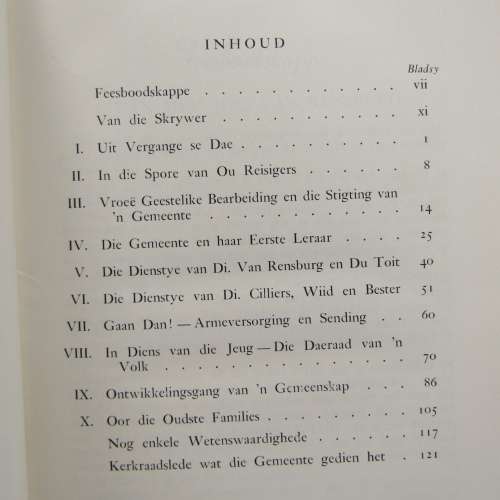 INHOUD
Bladsy
Feesboodskappe . . . . . . . . . . . . vii
Van die Skrywer . . . . . . . . . . . . xi
I. Uit Vergange se Dae . . . . . . . . . . 1
II. In die Spore van Ou Reisigers . . . . . . 8
III. Vroeë Geestelike Bearbeiding en die Stigting van
'n Gemeente . . . . . . . . . . . . 14
IV. Die Gemeente en haar Eerste Leraar . . . . 25
V. Die Dienstye van Di. Van Rensburg en Du Toit 40
VI. Die Dienstye van Di. Cilliers, Wiid en Bester 51
VII. Gaan Dan! — Armeversorging en Sending . . 60
VIII. In Diens van die Jeug — Die Daeraad van 'n
Volk . . . . . . . . . . . . . . 70
IX. Ontwikkelingsgang van 'n Gemeenskap . . . 86
X. Oor die Oudste Families . . . . . . . . 105
Nog enkele Wetenswaardighede . . . . . . 117
Kerkraadslede wat die Gemeente gedien het . 121